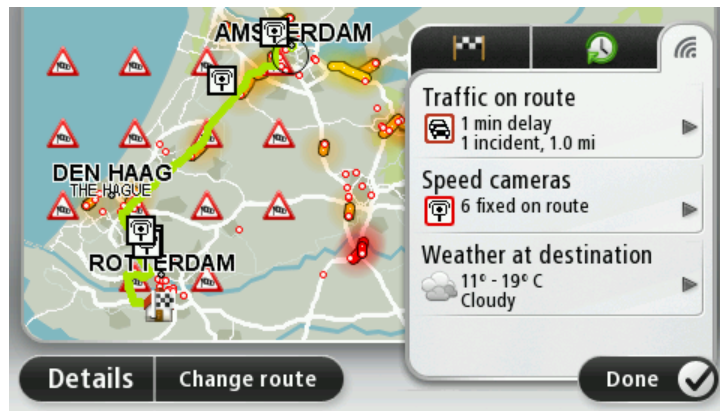 AMSTERDAM
DEN HAAG
THE HAGUE
ROTTERDAM
Traffic on route
1 min delay
1 incident, 1.0 mi
Speed cameras
6 fixed on route
Weather at destination
11° - 19° C
Cloudy
Details
Change route
Done